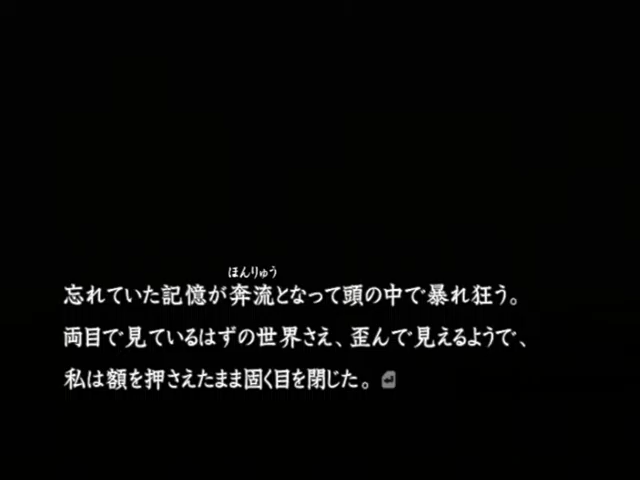 ほんりゅう
忘れていた記憶が奔流となって頭の中で暴れ狂う。
両目で見ているはずの世界さえ、歪んで見えるようで、
私は額を押さえたまま固く目を閉じた。